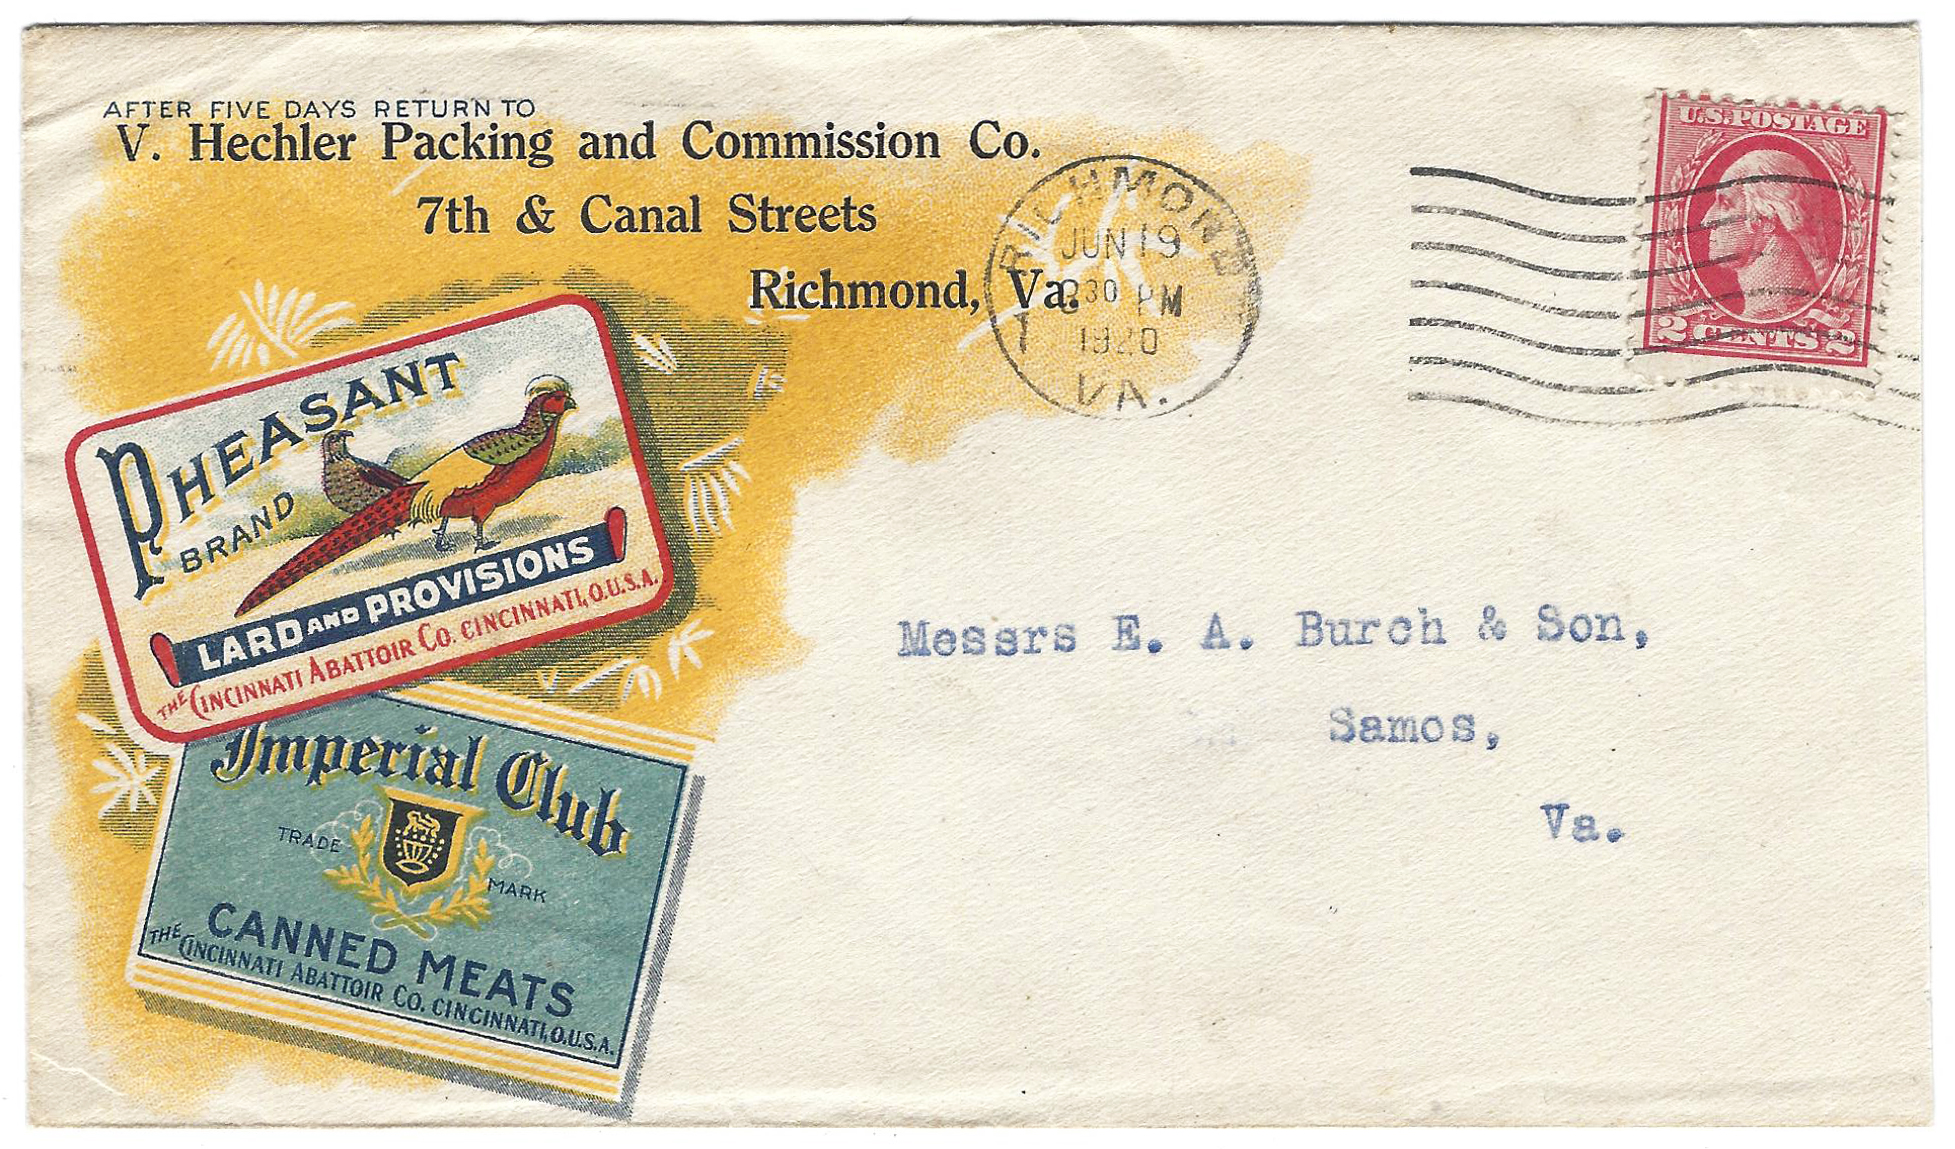 AFTER FIVE DAYS RETURN TO
V. Hechler Packing and Commission Co.
7th & Canal Streets
Richmond, Va.
RICHMOND
JUN 19
30 PM
1920
VA.
U.S. POSTAGE
2 CENTS 2
PHEASANT
BRAND
LARD AND PROVISIONS
THE CINCINNATI ABATTOIR CO. CINCINNATI, O.U.S.A.
Messrs E. A. Burch & Son,
Samos,
Va.
Imperial Club
TRADE MARK
CANNED MEATS
THE CINCINNATI ABATTOIR CO. CINCINNATI, O.U.S.A.